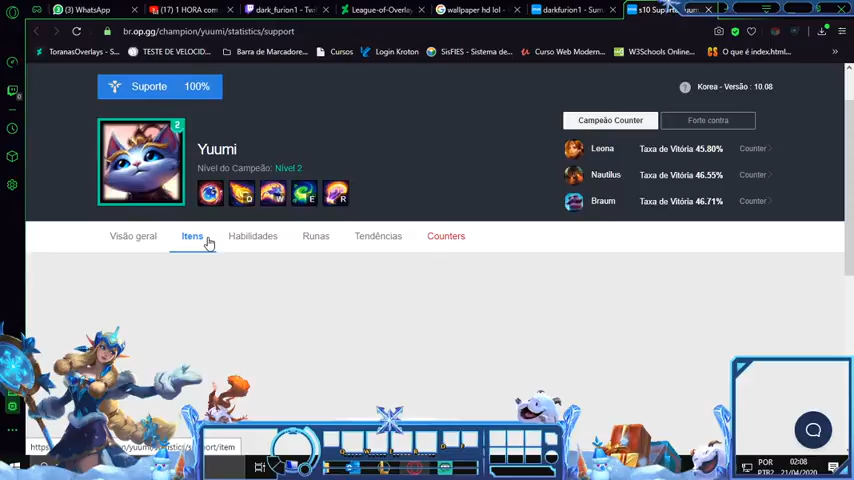 (3) WhatsApp
(17) 1 HORA com
dark_furion1 - Twit
League-of-Overlay
wallpaper hd lol -
darkfurion1 - Sum
s10 Suporte Yuumi
br.op.gg/champion/yuumi/statistics/support
ToranasOverlays - S...
TESTE DE VELOCID...
Barra de Marcadore...
Cursos
Login Kroton
SisFIES - Sistema de...
Curso Web Modern...
W3Schools Online...
O que é index.html...
Suporte 100%
Korea - Versão : 10.08
Campeão Counter
Forte contra
2
Yuumi
Nível do Campeão: Nível 2
Q W E R
Leona Taxa de Vitória 45.80% Counter
Nautilus Taxa de Vitória 46.55% Counter
Braum Taxa de Vitória 46.71% Counter
Visão geral
Itens
Habilidades
Runas
Tendências
Counters
POR
PTB2
02:08
21/04/2020